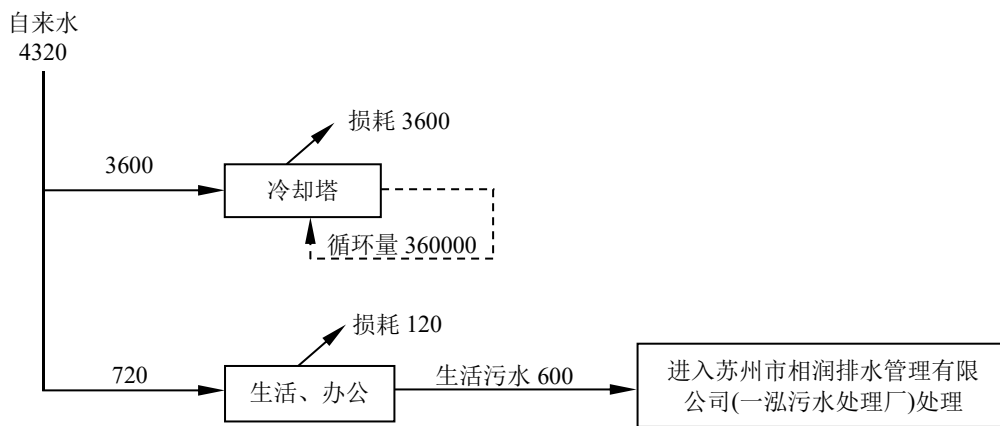 自来水
4320
损耗 3600
3600
冷却塔
循环量 360000
损耗 120
720
生活、办公
生活污水 600
进入苏州市相润排水管理有限
公司(一泓污水处理厂)处理